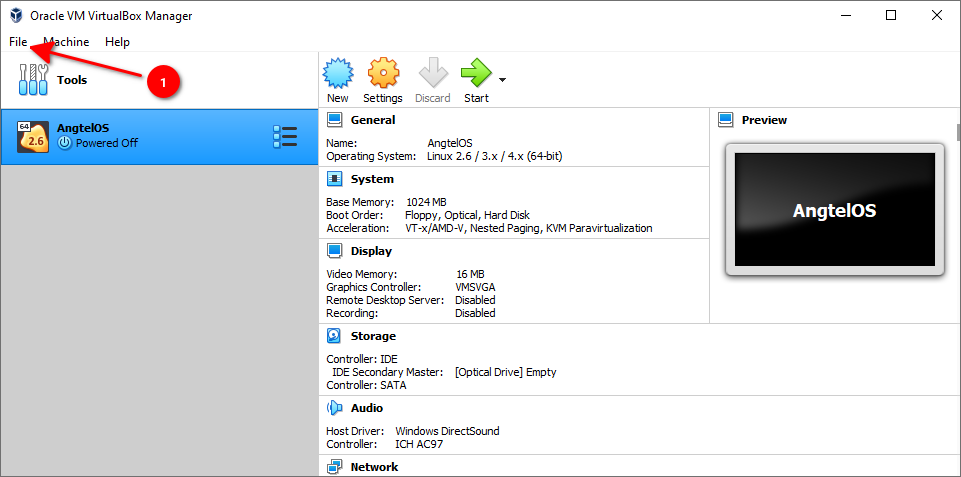 Oracle VM VirtualBox Manager
File Machine Help
1
Tools
New Settings Discard Start
64
2.6
AngtelOS
Powered Off
General
Name: AngtelOS
Operating System: Linux 2.6 / 3.x / 4.x (64-bit)
System
Base Memory: 1024 MB
Boot Order: Floppy, Optical, Hard Disk
Acceleration: VT-x/AMD-V, Nested Paging, KVM Paravirtualization
Display
Video Memory: 16 MB
Graphics Controller: VMSVGA
Remote Desktop Server: Disabled
Recording: Disabled
Storage
Controller: IDE
IDE Secondary Master: [Optical Drive] Empty
Controller: SATA
Audio
Host Driver: Windows DirectSound
Controller: ICH AC97
Network
Preview
AngtelOS